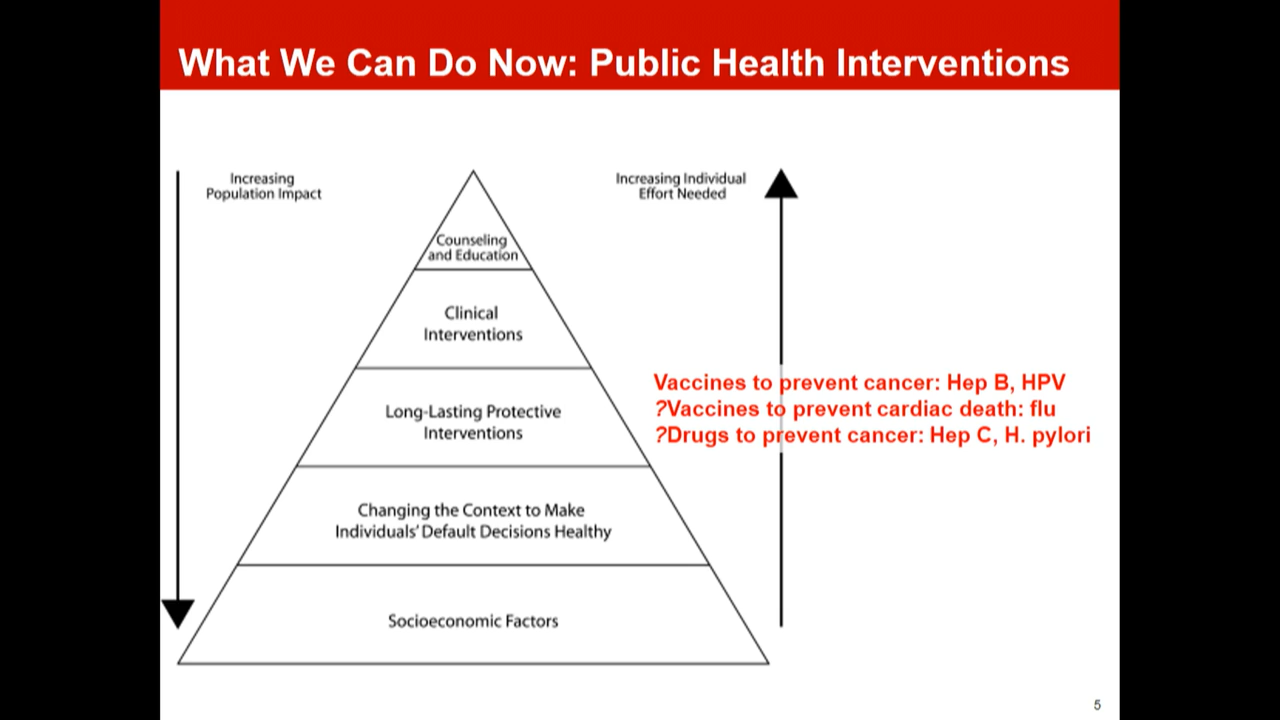 What We Can Do Now: Public Health Interventions
Increasing
Population Impact
Increasing Individual
Effort Needed
Counseling
and Education
Clinical
Interventions
Vaccines to prevent cancer: Hep B, HPV
?Vaccines to prevent cardiac death: flu
?Drugs to prevent cancer: Hep C, H. pylori
Long-Lasting Protective
Interventions
Changing the Context to Make
Individuals' Default Decisions Healthy
Socioeconomic Factors
5